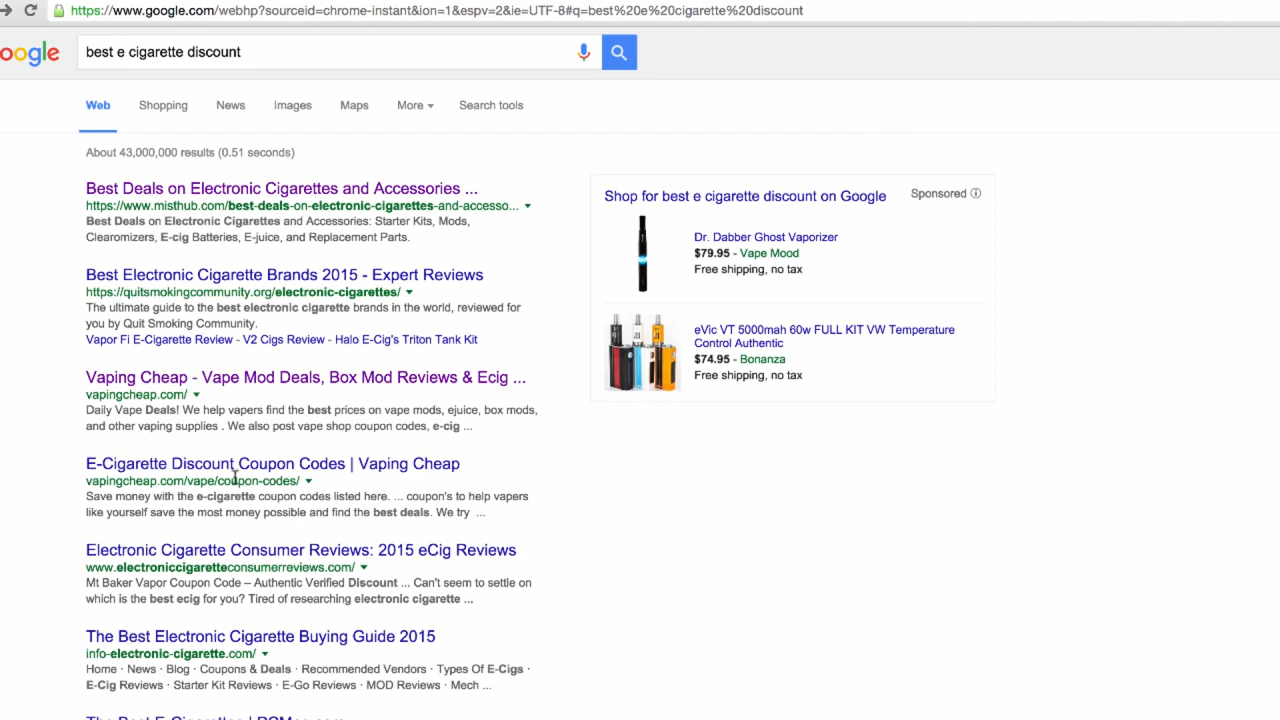 https://www.google.com/webhp?sourceid=chrome-instant&ion=1&espv=2&ie=UTF-8#q=best%20e%20cigarette%20discount
oogle best e cigarette discount
Web Shopping News Images Maps More Search tools
About 43,000,000 results (0.51 seconds)
Best Deals on Electronic Cigarettes and Accessories ...
https://www.misthub.com/best-deals-on-electronic-cigarettes-and-accesso...
Best Deals on Electronic Cigarettes and Accessories: Starter Kits, Mods,
Clearomizers, E-cig Batteries, E-juice, and Replacement Parts.
Best Electronic Cigarette Brands 2015 - Expert Reviews
https://quitsmokingcommunity.org/electronic-cigarettes/
The ultimate guide to the best electronic cigarette brands in the world, reviewed for
you by Quit Smoking Community.
Vapor Fi E-Cigarette Review - V2 Cigs Review - Halo E-Cig's Triton Tank Kit
Vaping Cheap - Vape Mod Deals, Box Mod Reviews & Ecig ...
vapingcheap.com/
Daily Vape Deals! We help vapers find the best prices on vape mods, ejuice, box mods,
and other vaping supplies . We also post vape shop coupon codes, e-cig ...
E-Cigarette Discount Coupon Codes | Vaping Cheap
vapingcheap.com/vape/coupon-codes/
Save money with the e-cigarette coupon codes listed here. ... coupon's to help vapers
like yourself save the most money possible and find the best deals. We try ...
Electronic Cigarette Consumer Reviews: 2015 eCig Reviews
www.electroniccigaretteconsumerreviews.com/
Mt Baker Vapor Coupon Code – Authentic Verified Discount ... Can't seem to settle on
which is the best ecig for you? Tired of researching electronic cigarette ...
The Best Electronic Cigarette Buying Guide 2015
info-electronic-cigarette.com/
Home · News · Blog · Coupons & Deals · Recommended Vendors · Types Of E-Cigs ·
E-Cig Reviews · Starter Kit Reviews · E-Go Reviews · MOD Reviews · Mech ...
Shop for best e cigarette discount on Google Sponsored
Dr. Dabber Ghost Vaporizer
$79.95 - Vape Mood
Free shipping, no tax
eVic VT 5000mah 60w FULL KIT VW Temperature
Control Authentic
$74.95 - Bonanza
Free shipping, no tax